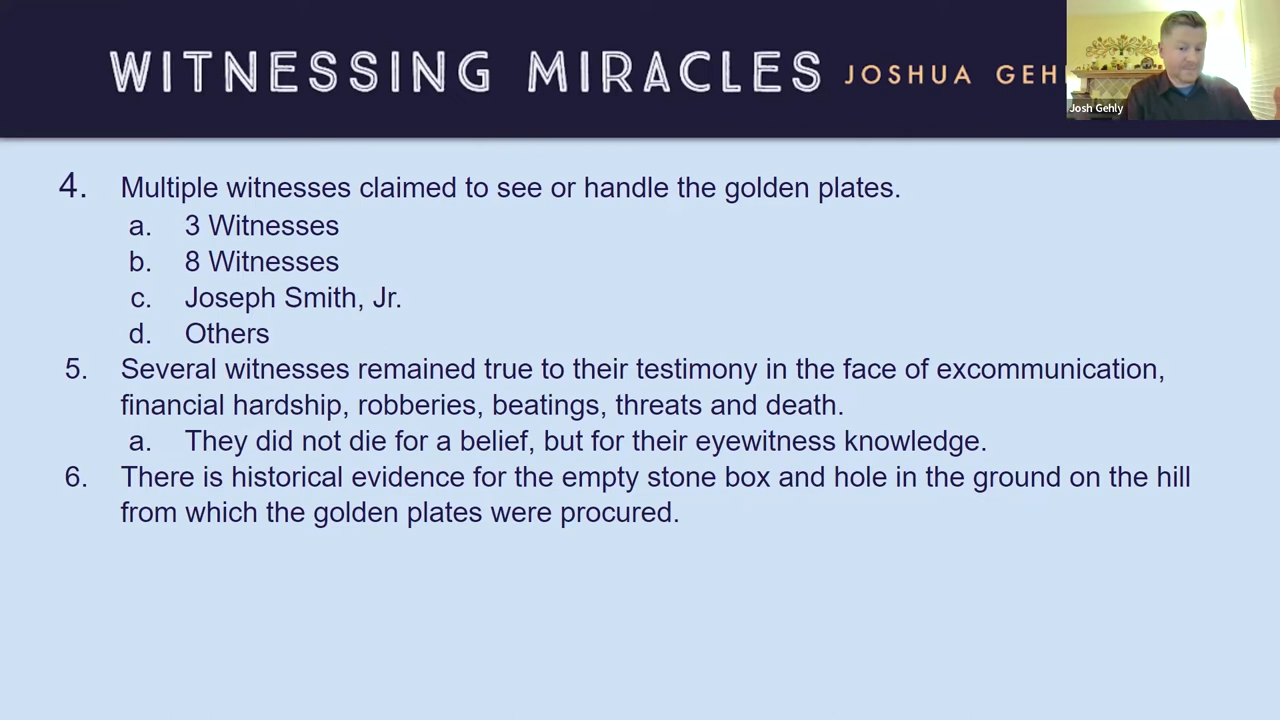 WITNESSING MIRACLES JOSHUA GEH
Josh Gehly
4. Multiple witnesses claimed to see or handle the golden plates.
a. 3 Witnesses
b. 8 Witnesses
c. Joseph Smith, Jr.
d. Others
5. Several witnesses remained true to their testimony in the face of excommunication,
financial hardship, robberies, beatings, threats and death.
a. They did not die for a belief, but for their eyewitness knowledge.
6. There is historical evidence for the empty stone box and hole in the ground on the hill
from which the golden plates were procured.